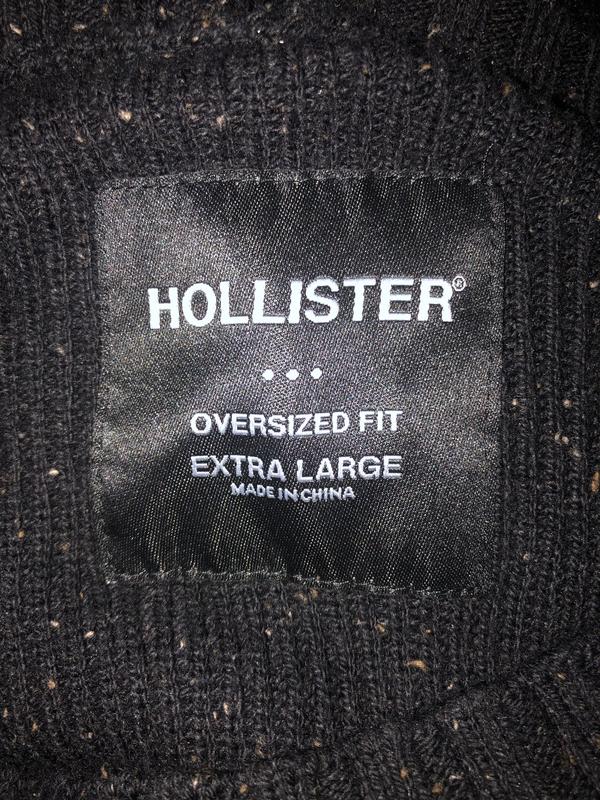 HOLLISTER®
OVERSIZED FIT
EXTRA LARGE
MADE IN CHINA